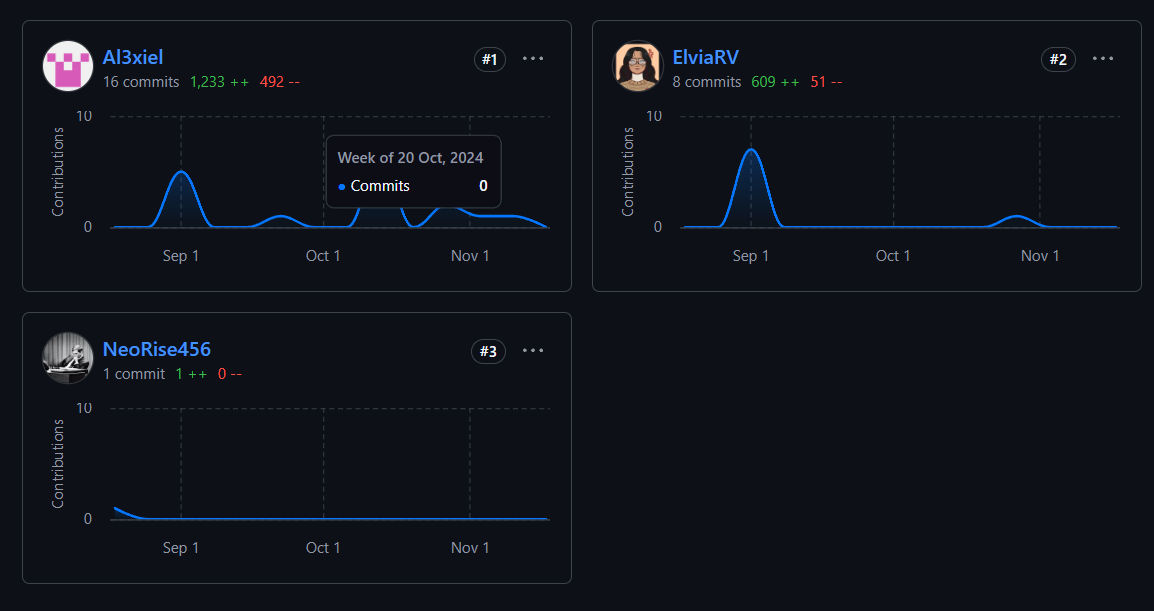 Al3xiel
#1
16 commits 1,233 ++ 492 --
10
Contributions
Week of 20 Oct, 2024
Commits 0
0
Sep 1 Oct 1 Nov 1
ElviaRV
#2
8 commits 609 ++ 51 --
10
Contributions
0
Sep 1 Oct 1 Nov 1
NeoRise456
#3
1 commit 1 ++ 0 --
10
Contributions
0
Sep 1 Oct 1 Nov 1